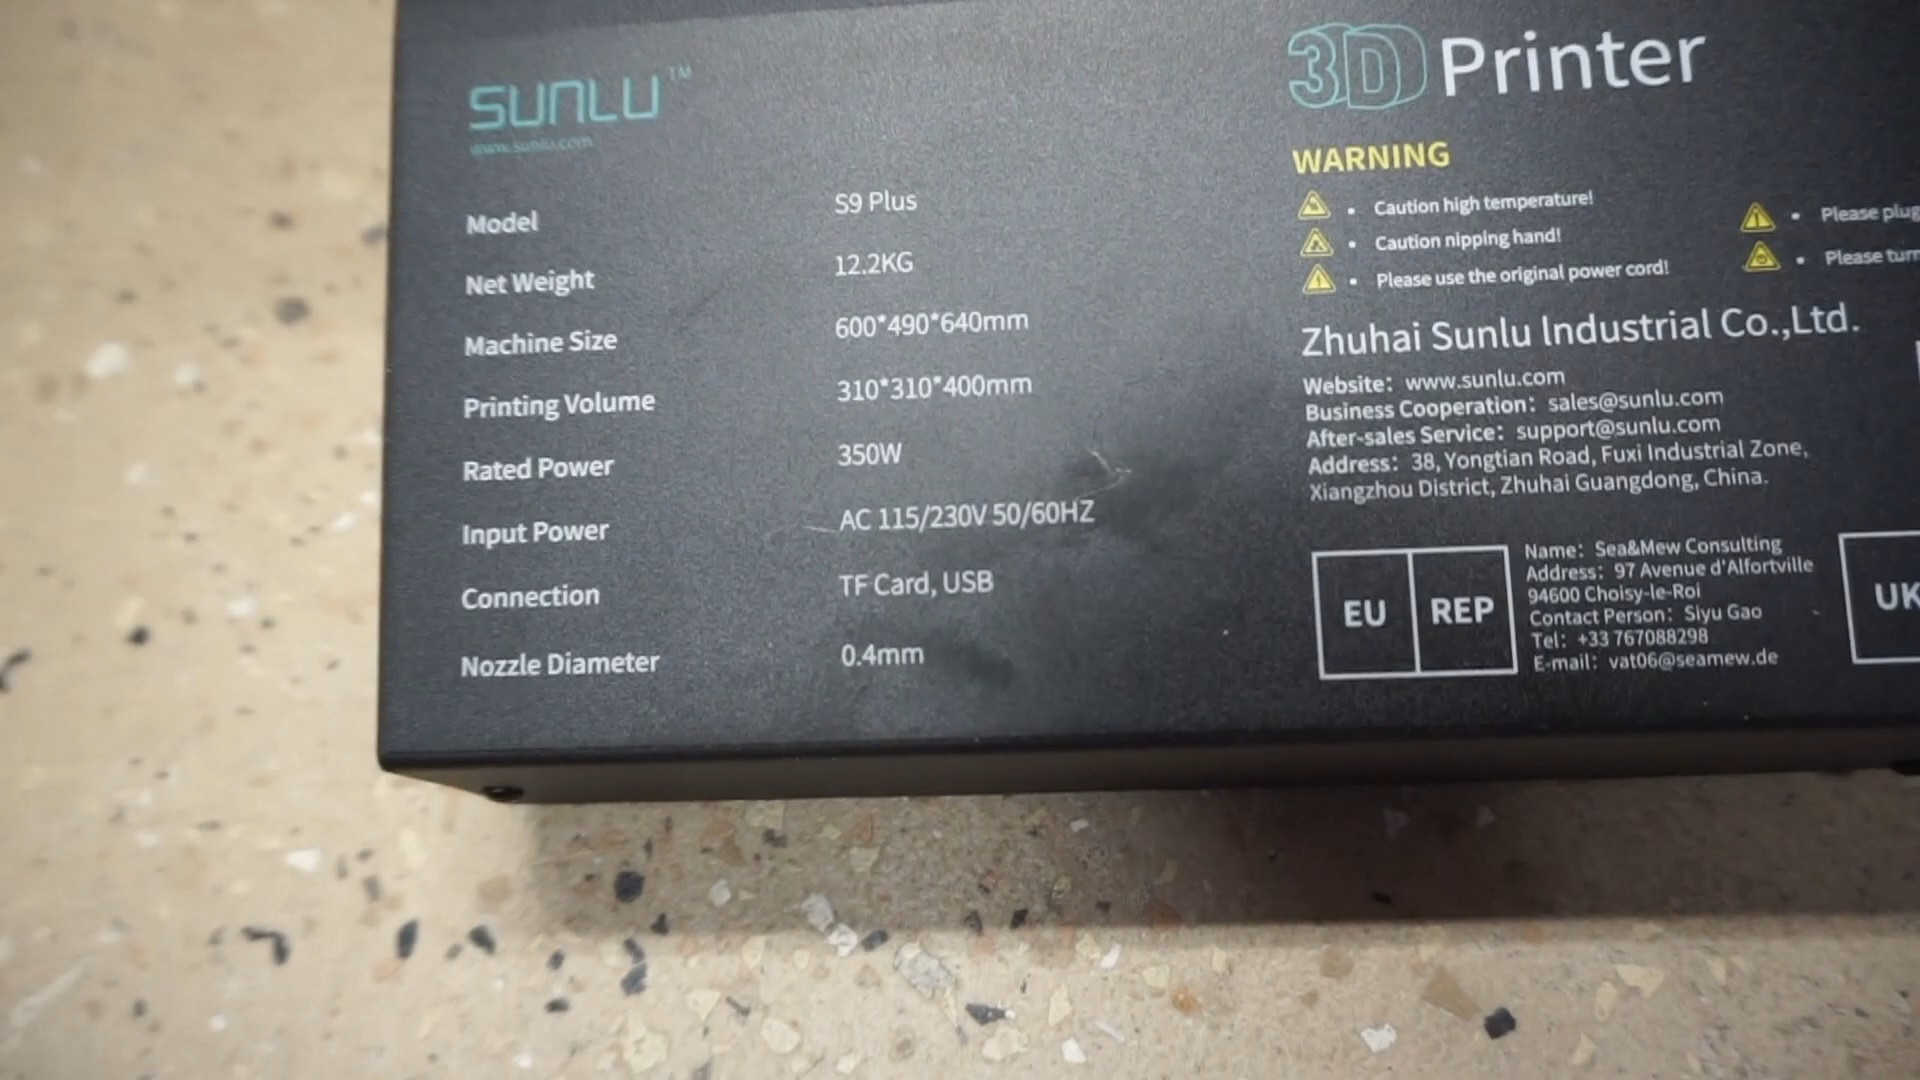 SUNLU™
www.sunlu.com
Model S9 Plus
Net Weight 12.2KG
Machine Size 600*490*640mm
Printing Volume 310*310*400mm
Rated Power 350W
Input Power AC 115/230V 50/60HZ
Connection TF Card, USB
Nozzle Diameter 0.4mm
3D Printer
WARNING
• Caution high temperature!
• Caution nipping hand!
• Please use the original power cord!
• Please plug
• Please turn
Zhuhai Sunlu Industrial Co.,Ltd.
Website: www.sunlu.com
Business Cooperation: sales@sunlu.com
After-sales Service: support@sunlu.com
Address: 38, Yongtian Road, Fuxi Industrial Zone,
Xiangzhou District, Zhuhai Guangdong, China.
EU REP
Name: Sea&Mew Consulting
Address: 97 Avenue d'Alfortville
94600 Choisy-le-Roi
Contact Person: Siyu Gao
Tel: +33 767088298
E-mail: vat06@seamew.de
UK